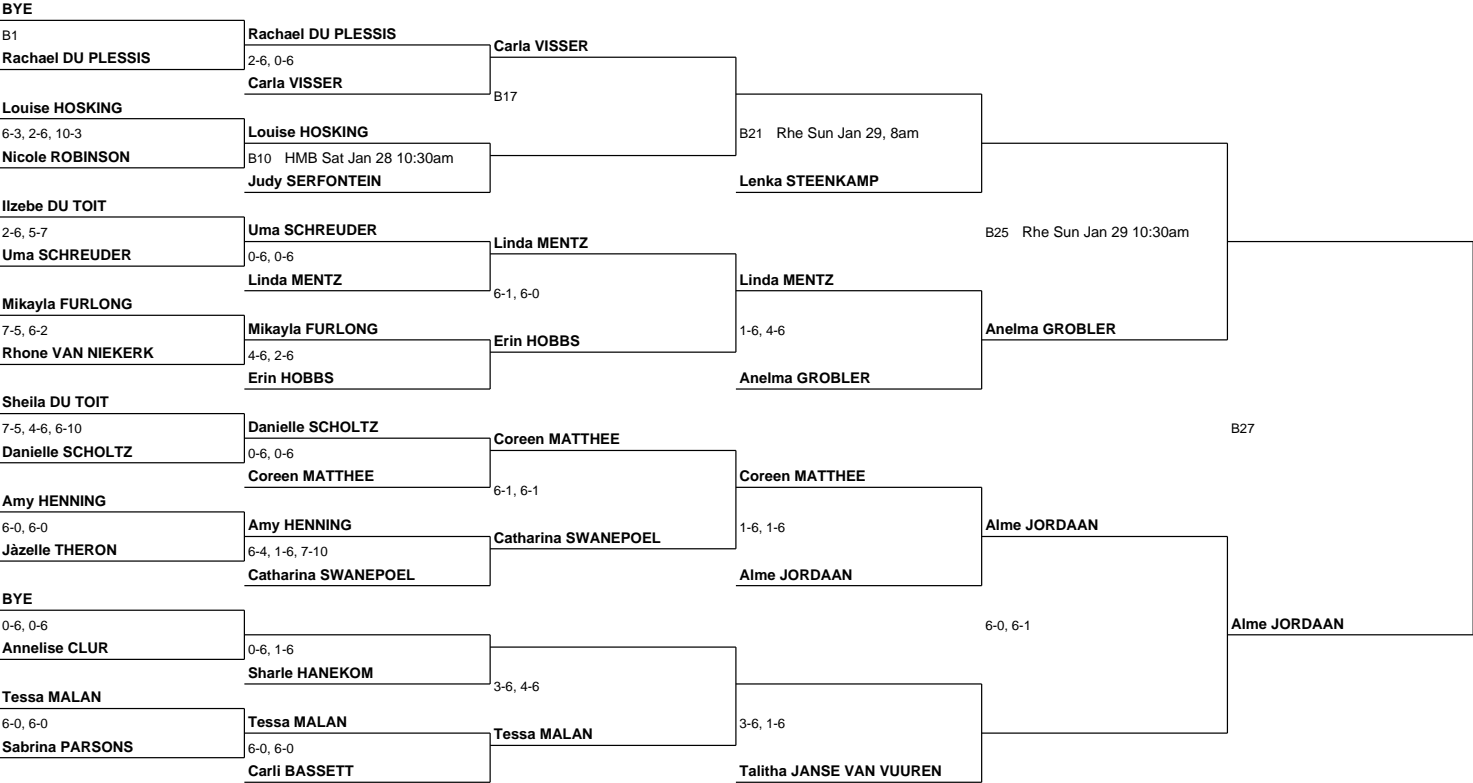 BYE
B1
Rachael DU PLESSIS
Louise HOSKING
6-3, 2-6, 10-3
Nicole ROBINSON
Ilzebe DU TOIT
2-6, 5-7
Uma SCHREUDER
Mikayla FURLONG
7-5, 6-2
Rhone VAN NIEKERK
Sheila DU TOIT
7-5, 4-6, 6-10
Danielle SCHOLTZ
Amy HENNING
6-0, 6-0
Jàzelle THERON
BYE
0-6, 0-6
Annelise CLUR
Tessa MALAN
6-0, 6-0
Sabrina PARSONS
Rachael DU PLESSIS
2-6, 0-6
Carla VISSER
Louise HOSKING
B10 HMB Sat Jan 28 10:30am
Judy SERFONTEIN
Uma SCHREUDER
0-6, 0-6
Linda MENTZ
Mikayla FURLONG
4-6, 2-6
Erin HOBBS
Danielle SCHOLTZ
0-6, 0-6
Coreen MATTHEE
Amy HENNING
6-4, 1-6, 7-10
Catharina SWANEPOEL
0-6, 1-6
Sharle HANEKOM
Tessa MALAN
6-0, 6-0
Carli BASSETT
Carla VISSER
B17
Linda MENTZ
6-1, 6-0
Erin HOBBS
Coreen MATTHEE
6-1, 6-1
Catharina SWANEPOEL
3-6, 4-6
Tessa MALAN
B21 Rhe Sun Jan 29, 8am
Lenka STEENKAMP
Linda MENTZ
1-6, 4-6
Anelma GROBLER
Coreen MATTHEE
1-6, 1-6
Alme JORDAAN
3-6, 1-6
Talitha JANSE VAN VUUREN
B25 Rhe Sun Jan 29 10:30am
Anelma GROBLER
Alme JORDAAN
6-0, 6-1
B27
Alme JORDAAN